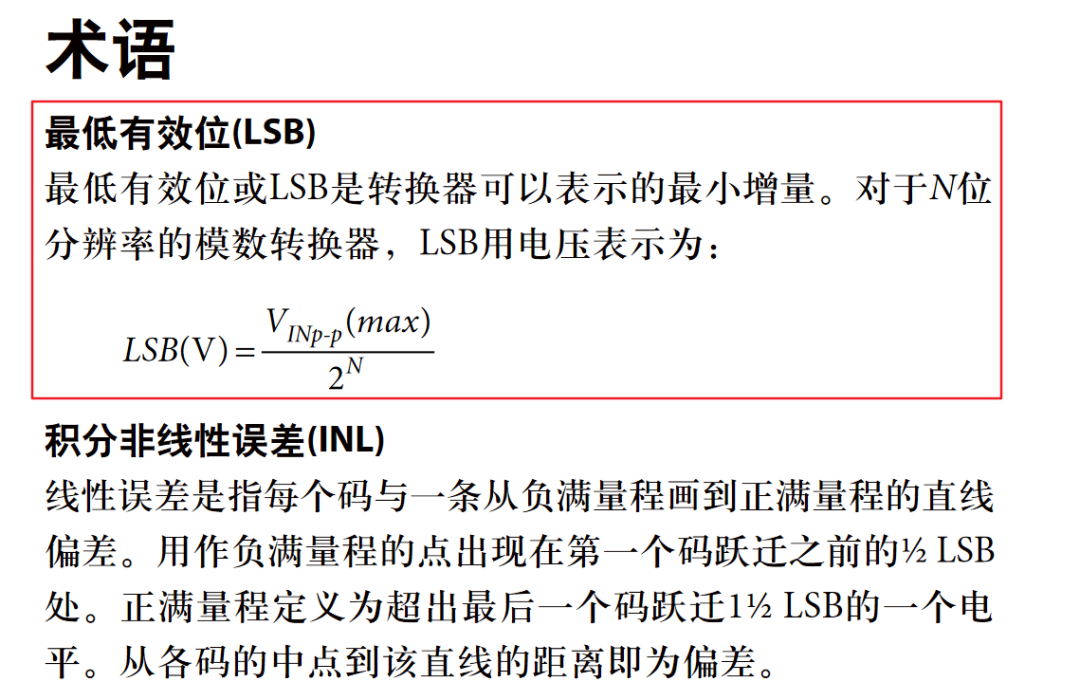 术语
最低有效位(LSB)
最低有效位或LSB是转换器可以表示的最小增量。对于N位
分辨率的模数转换器，LSB用电压表示为：
LSB(V) = V_{INp-p}(max) / 2^N
积分非线性误差(INL)
线性误差是指每个码与一条从负满量程画到正满量程的直线
偏差。用作负满量程的点出现在第一个码跃迁之前的½ LSB
处。正满量程定义为超出最后一个码跃迁1½ LSB的一个电
平。从各码的中点到该直线的距离即为偏差。